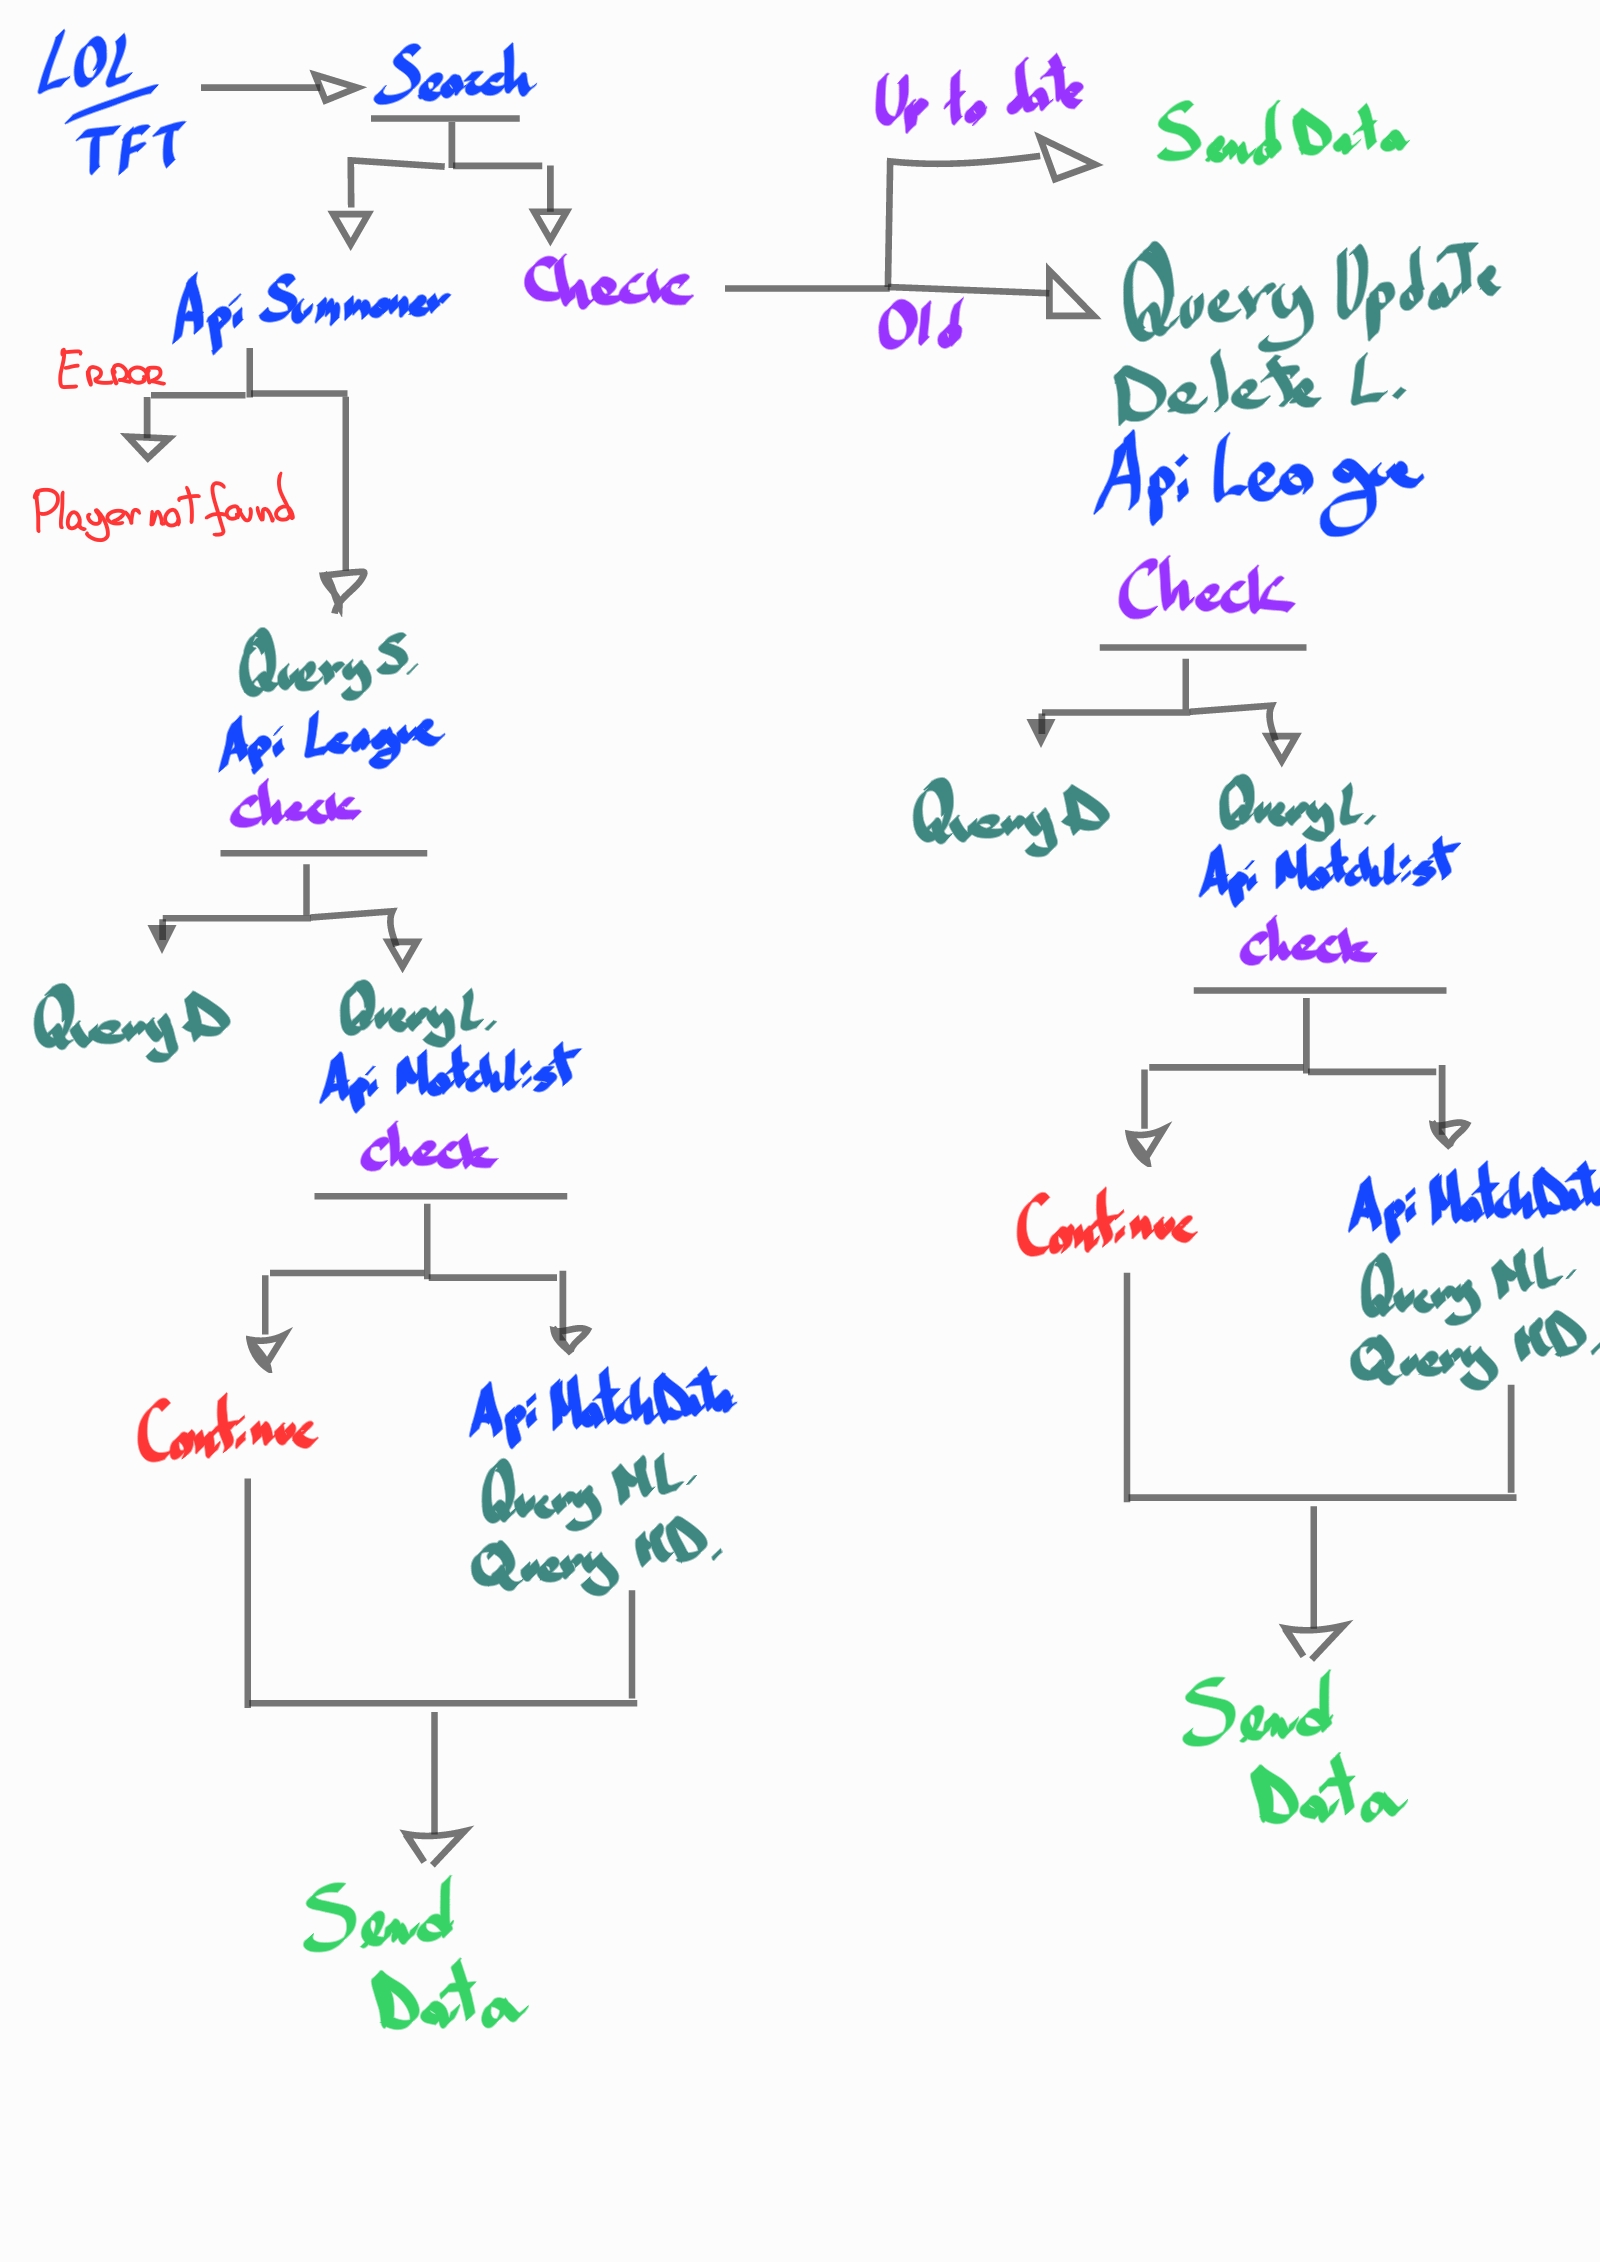 LOL
TFT
Search
Api Summoner
Check
Error
Player not found
Query S.
Api League
check
Query D
Query L.
Api Matchlist
check
Continue
Api MatchData
Query ML.
Query MD.
Send
Data
Up to date
Send Data
Old
Query Update
Delete L.
Api League
Check
Query D
Query L.
Api Matchlist
check
Continue
Api MatchData
Query ML.
Query MD.
Send
Data